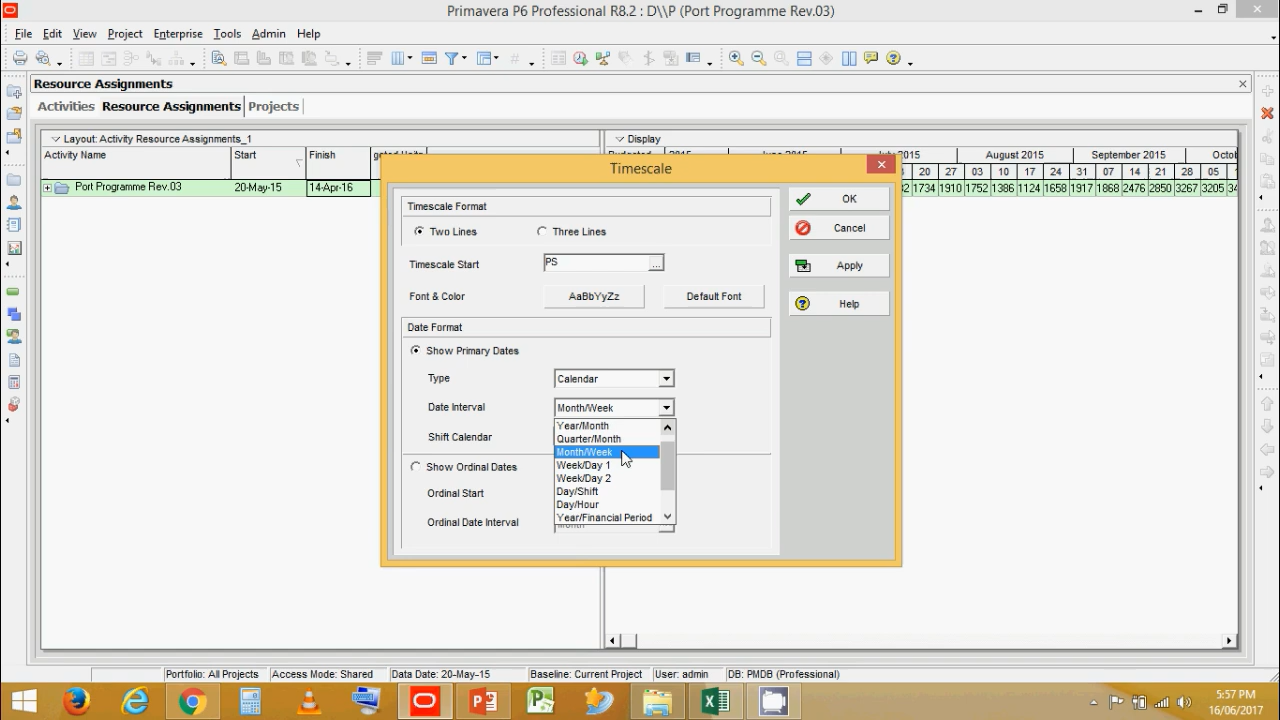 Primavera P6 Professional R8.2 : D\\P (Port Programme Rev.03)
File Edit View Project Enterprise Tools Admin Help
Resource Assignments
Activities Resource Assignments Projects
Layout: Activity Resource Assignments_1
Display
Activity Name Start Finish
2015 August 2015 September 2015
20 27 03 10 17 24 31 07 14 21 28 05
Port Programme Rev.03 20-May-15 14-Apr-16
1734 1910 1752 1386 1124 1658 1917 1868 2476 2850 3267 3205
Timescale
Timescale Format
Two Lines Three Lines
Timescale Start PS ...
Font & Color AaBbYyZz Default Font
Date Format
Show Primary Dates
Type Calendar
Date Interval Month/Week
Year/Month
Quarter/Month
Shift Calendar
Month/Week
Week/Day 1
Show Ordinal Dates
Week/Day 2
Ordinal Start
Day/Shift
Day/Hour
Year/Financial Period
Ordinal Date Interval
OK
Cancel
Apply
Help
Portfolio: All Projects Access Mode: Shared Data Date: 20-May-15 Baseline: Current Project User: admin DB: PMDB (Professional)
5:57 PM
16/06/2017